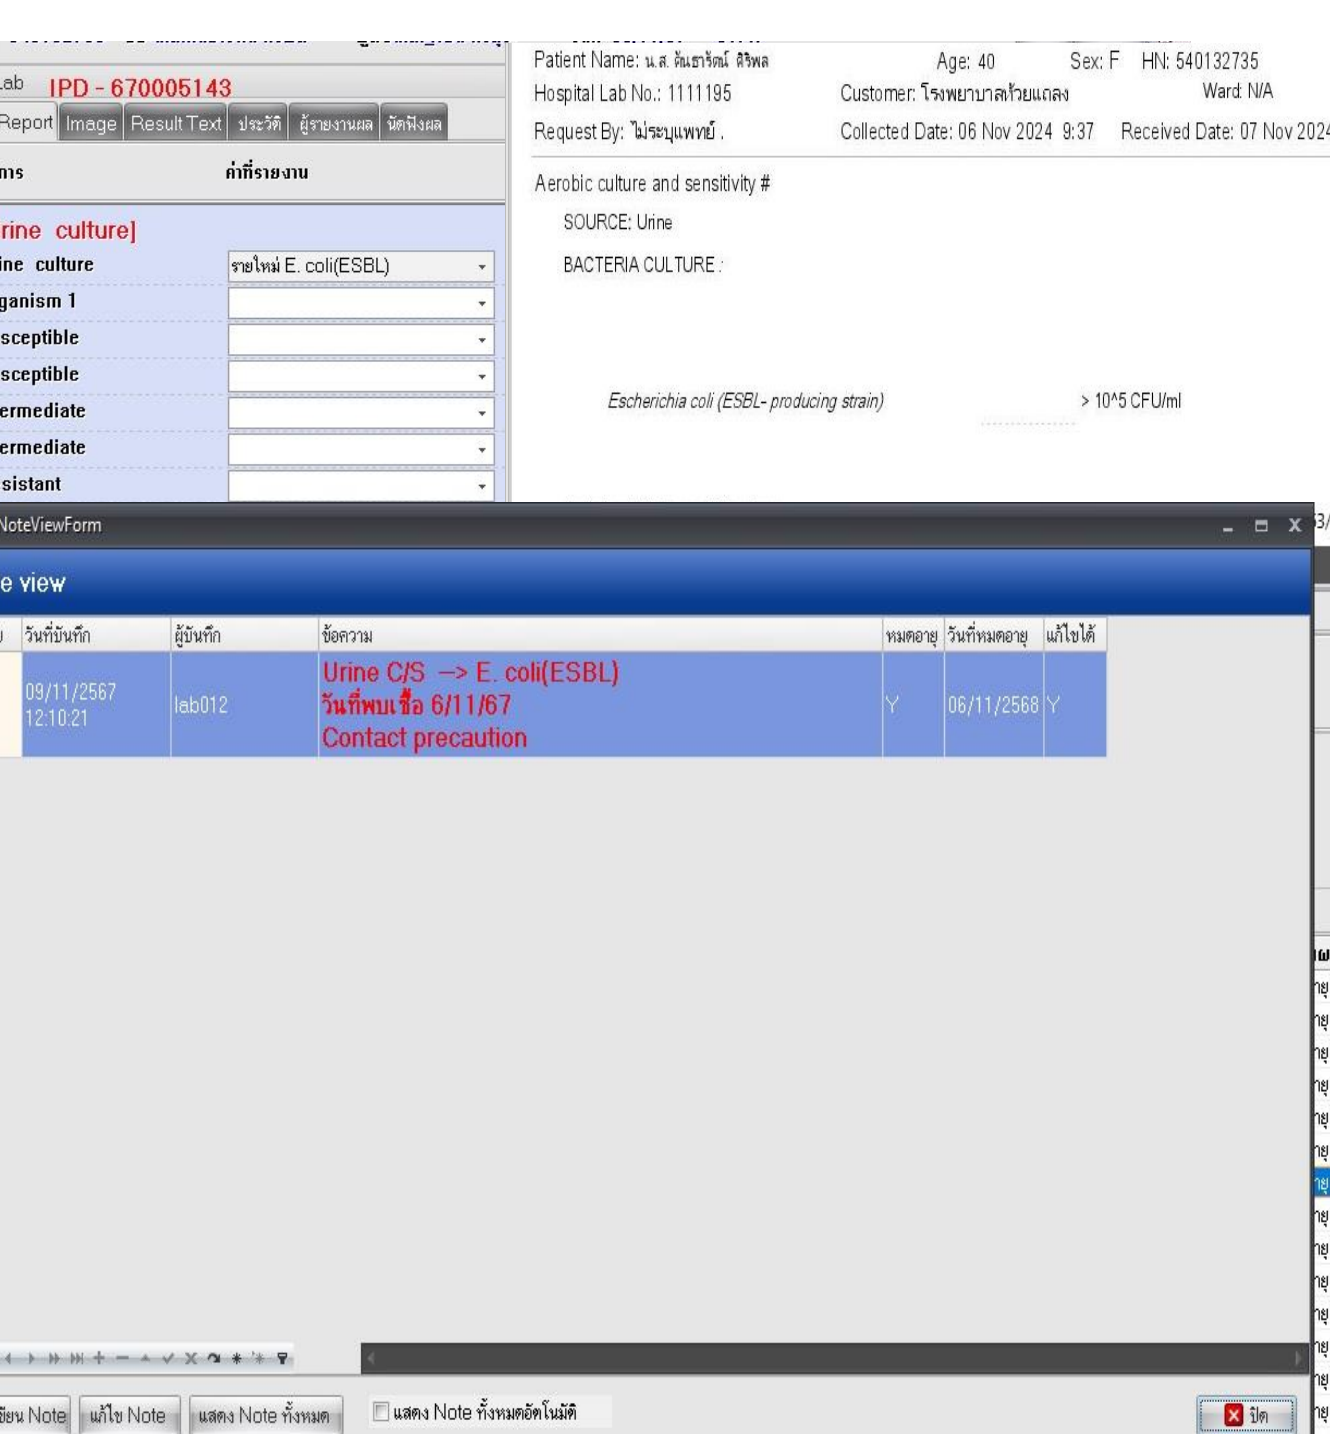 Lab IPD - 670005143
Report Image Result Text ประวัติ ผู้รายงานผล นัดฟังผล
ค่าที่รายงาน
rine culture]
ine culture รายใหม่ E. coli(ESBL)
ganism 1
sceptible
sceptible
ermediate
ermediate
sistant
Patient Name: น.ส. Age: 40 Sex: F HN: 540132735
Hospital Lab No.: 1111195 Customer: โรงพยาบาลห้วยแถลง Ward: N/A
Request By: ไม่ระบุแพทย์ . Collected Date: 06 Nov 2024 9:37 Received Date: 07 Nov 2024
Aerobic culture and sensitivity #
SOURCE: Urine
BACTERIA CULTURE :
Escherichia coli (ESBL- producing strain) > 10^5 CFU/ml
NoteViewForm
e view
วันที่บันทึก ผู้บันทึก ข้อความ หมดอายุ วันที่หมดอายุ แก้ไขได้
09/11/2567 12:10:21 lab012 Urine C/S --> E. coli(ESBL) Y 06/11/2568 Y
วันที่พบเชื้อ 6/11/67
Contact precaution
เขียน Note แก้ไข Note แสดง Note ทั้งหมด แสดง Note ทั้งหมดอัตโนมัติ ปิด